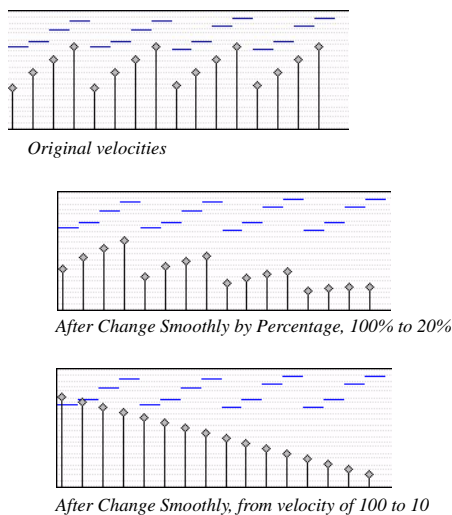 Original velocities
After Change Smoothly by Percentage, 100% to 20%
After Change Smoothly, from velocity of 100 to 10